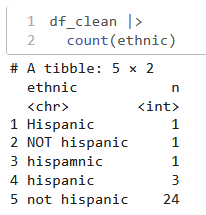 1 df_clean |>
2   count(ethnic)
# A tibble: 5 × 2
  ethnic           n
  <chr>        <int>
1 Hispanic         1
2 NOT hispanic     1
3 hispamnic        1
4 hispanic         3
5 not hispanic    24